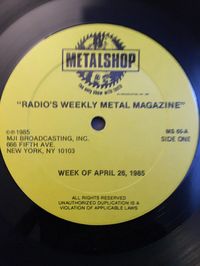 METALSHOP
"RADIO'S WEEKLY METAL MAGAZINE"
©℗1985
MJI BROADCASTING, INC.
666 FIFTH AVE.
NEW YORK, NY 10103
MS 66-A
SIDE ONE
WEEK OF APRIL 26, 1985
ALL RIGHTS RESERVED
UNAUTHORIZED DUPLICATION IS A
VIOLATION OF APPLICABLE LAWS